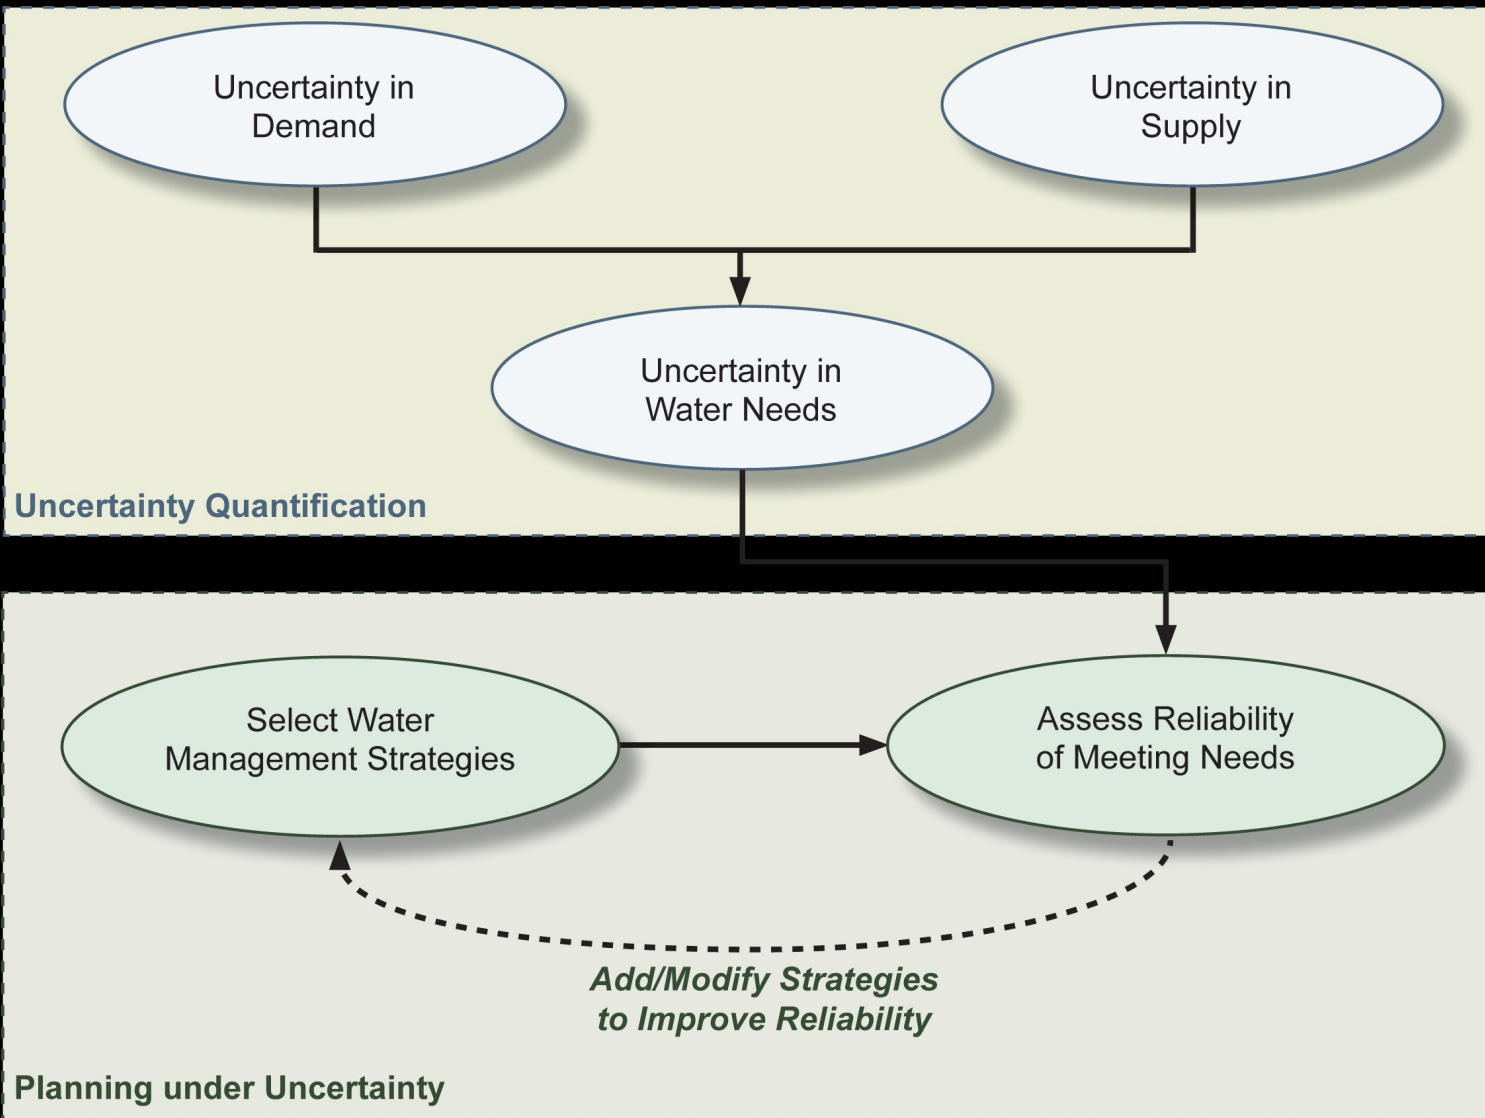 Uncertainty in
Demand
Uncertainty in
Supply
Uncertainty in
Water Needs
Uncertainty Quantification
Select Water
Management Strategies
Assess Reliability
of Meeting Needs
Add/Modify Strategies
to Improve Reliability
Planning under Uncertainty